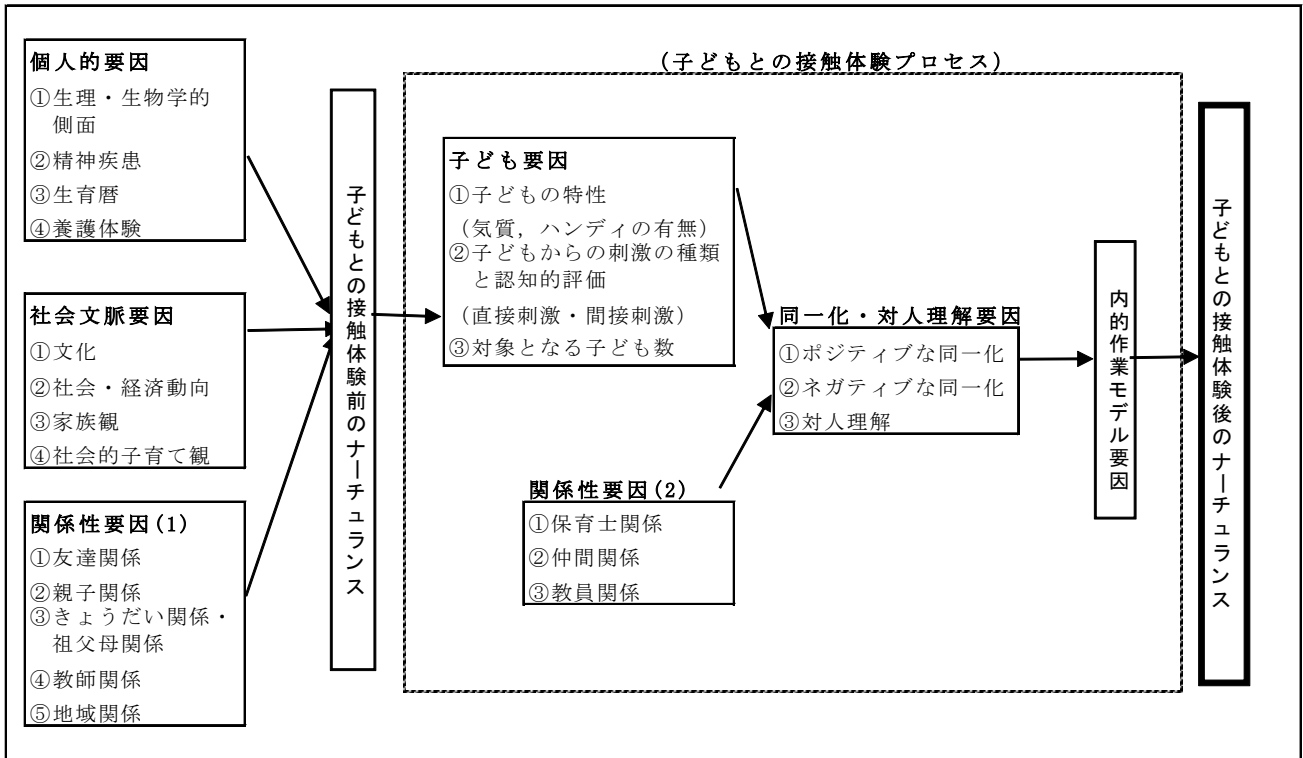 個人的要因
①生理・生物学的
側面
②精神疾患
③生育暦
④養護体験
社会文脈要因
①文化
②社会・経済動向
③家族観
④社会的子育て観
関係性要因(1)
①友達関係
②親子関係
③きょうだい関係・
祖父母関係
④教師関係
⑤地域関係
子どもとの接触体験前のナーチュランス
(子どもとの接触体験プロセス)
子ども要因
①子どもの特性
(気質，ハンディの有無)
②子どもからの刺激の種類
と認知的評価
(直接刺激・間接刺激)
③対象となる子ども数
関係性要因(2)
①保育士関係
②仲間関係
③教員関係
同一化・対人理解要因
①ポジティブな同一化
②ネガティブな同一化
③対人理解
内的作業モデル要因
子どもとの接触体験後のナーチュランス